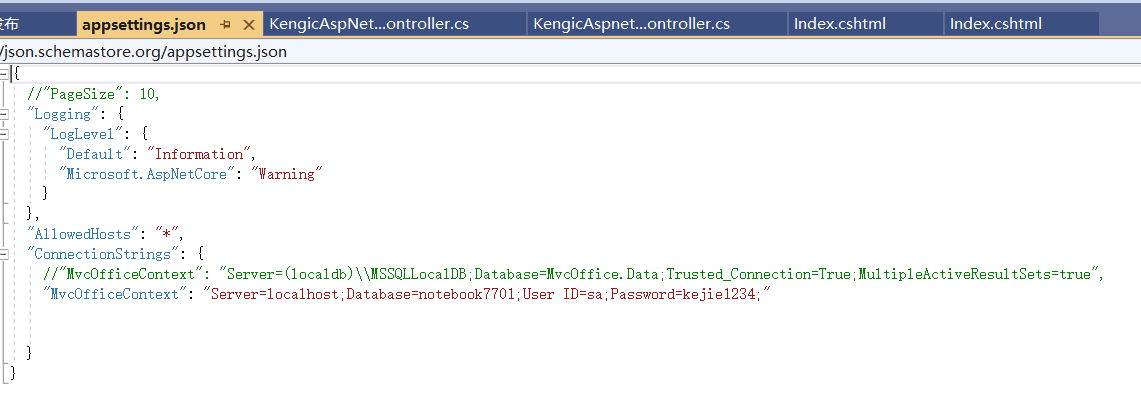 发布 appsettings.json KengicAspNet...ontroller.cs KengicAspnet...ontroller.cs Index.cshtml Index.cshtml
/json.schemastore.org/appsettings.json
{
//"PageSize": 10,
"Logging": {
"LogLevel": {
"Default": "Information",
"Microsoft.AspNetCore": "Warning"
}
},
"AllowedHosts": "*",
"ConnectionStrings": {
//"MvcOfficeContext": "Server=(localdb)\\MSSQLLocalDB;Database=MvcOffice.Data;Trusted_Connection=True;MultipleActiveResultSets=true",
"MvcOfficeContext": "Server=localhost;Database=notebook7701;User ID=sa;Password=kejie1234;"
}
}